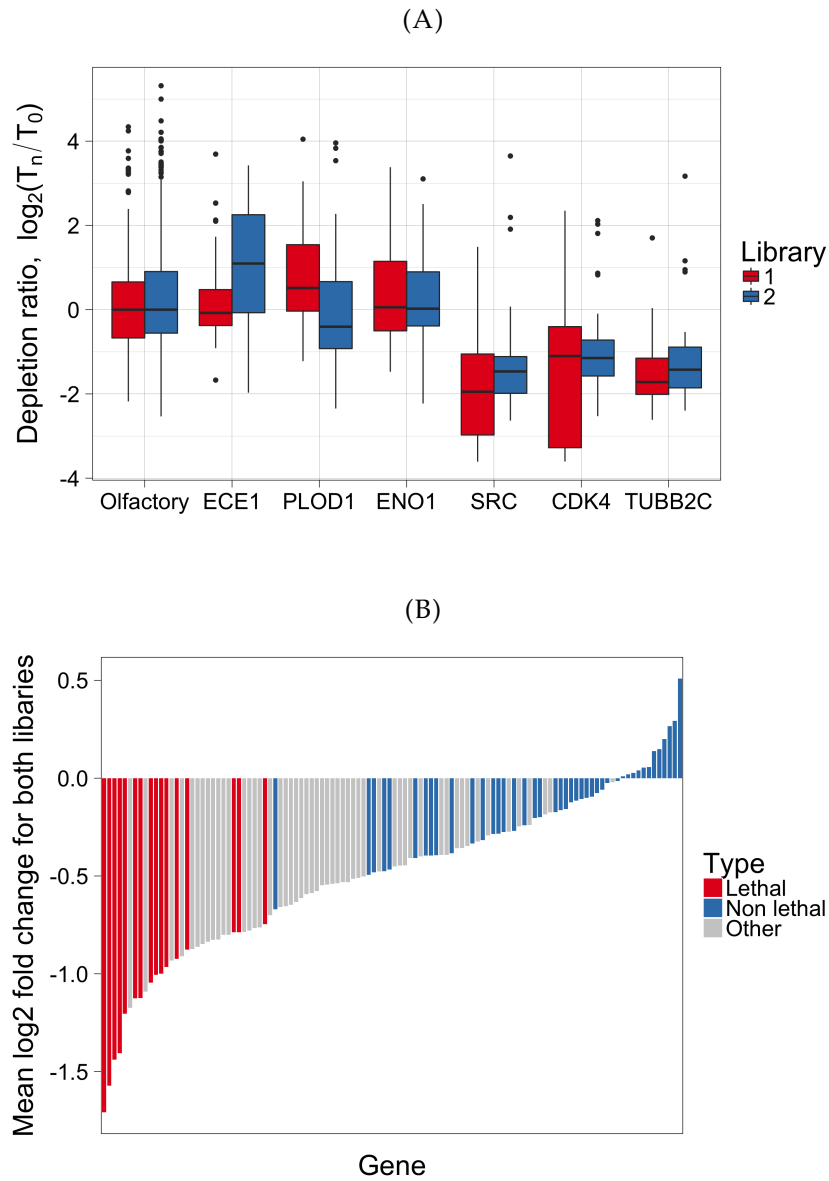 (A)
Depletion ratio, log2(Tn/T0)
4
2
0
-2
-4
Olfactory ECE1 PLOD1 ENO1 SRC CDK4 TUBB2C
Library
1
2
(B)
Mean log2 fold change for both libaries
0.5
0.0
-0.5
-1.0
-1.5
Gene
Type
Lethal
Non lethal
Other